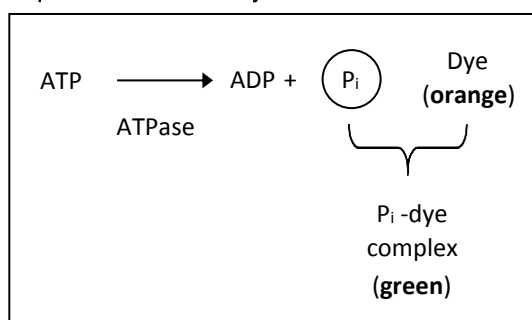 ATP ADP + Pi Dye
(orange)
ATPase
Pi -dye
complex
(green)